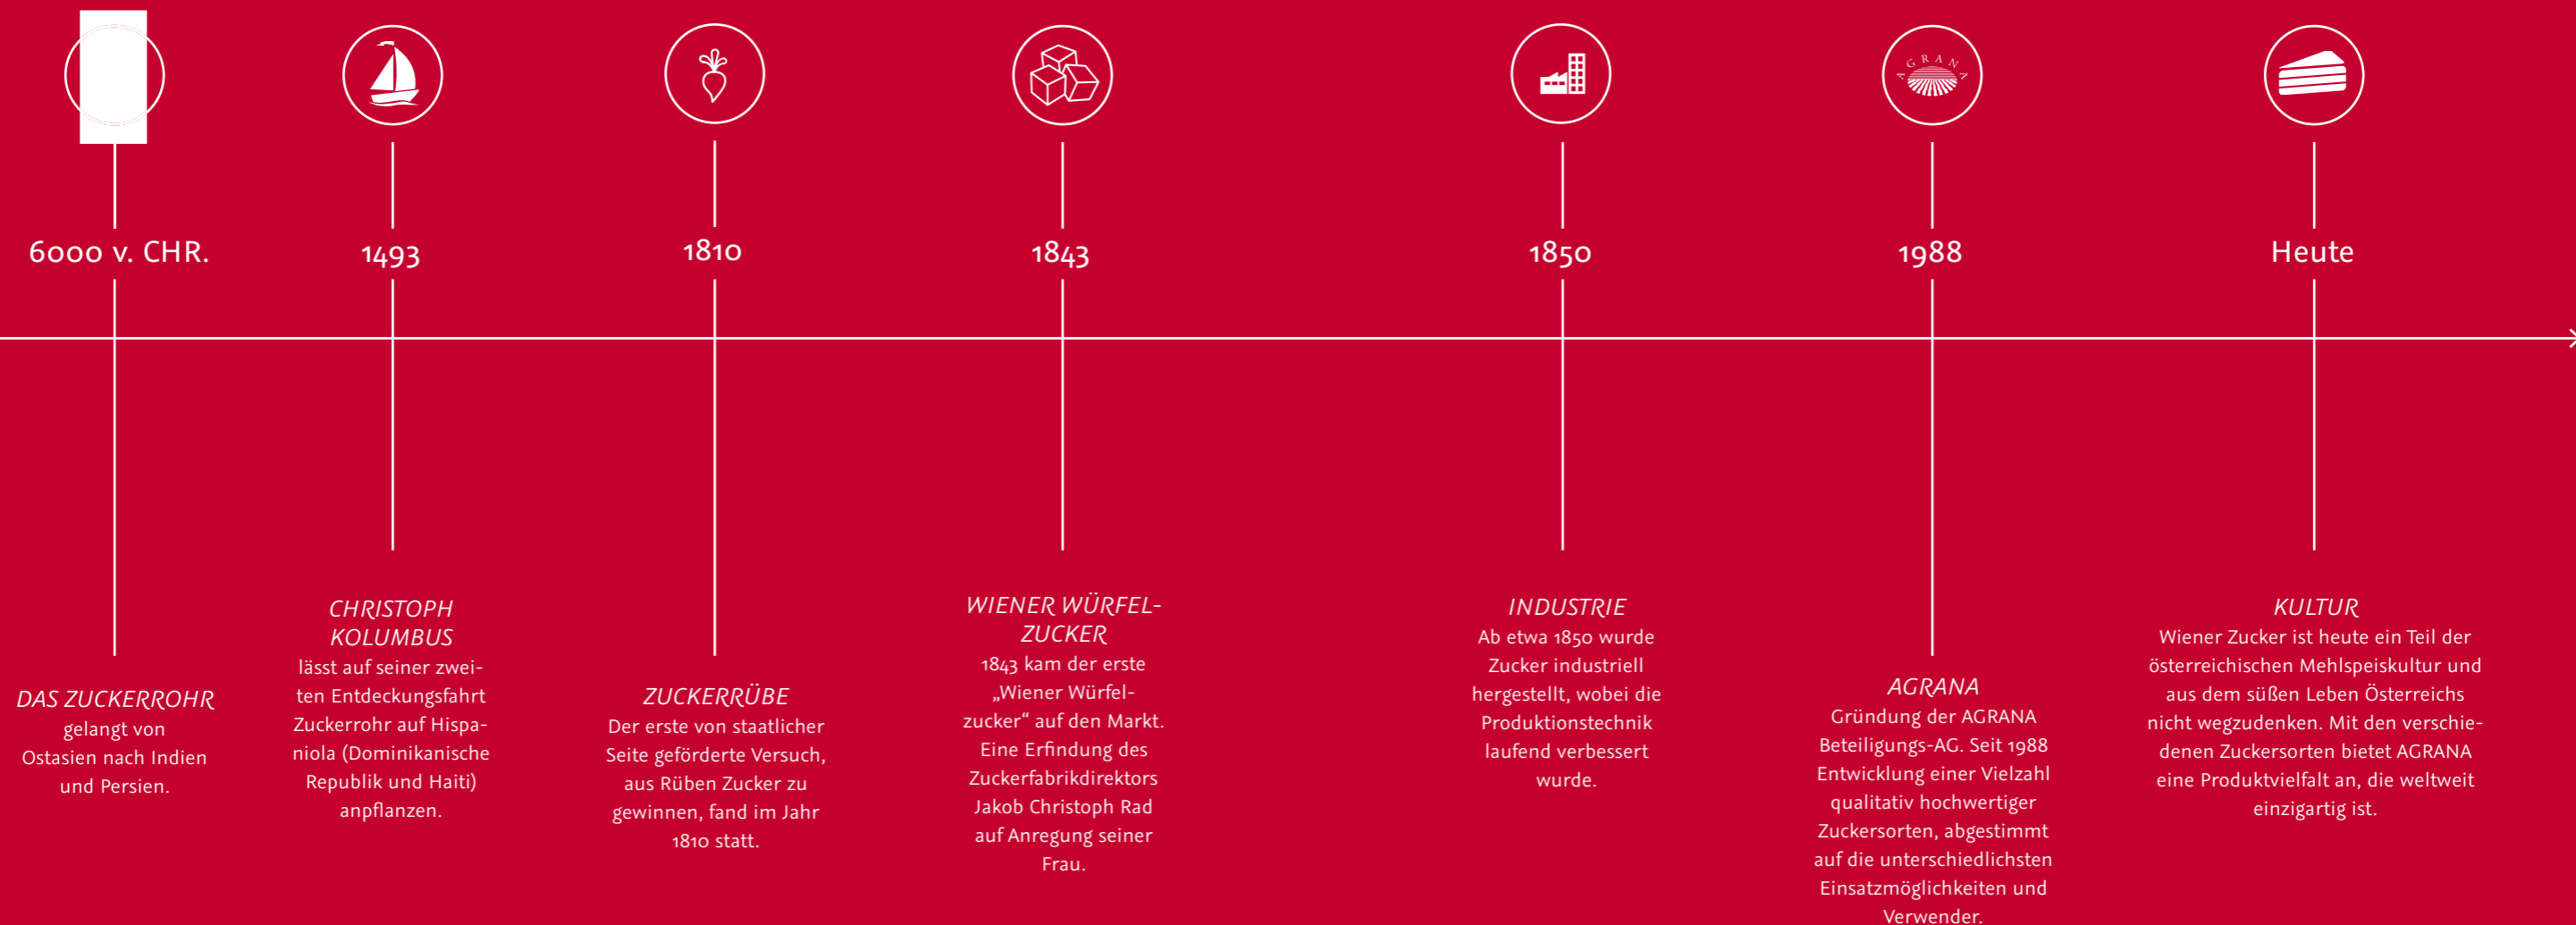 6000 v. CHR.
DAS ZUCKERROHR
gelangt von
Ostasien nach Indien
und Persien.
1493
CHRISTOPH
KOLUMBUS
lässt auf seiner zwei-
ten Entdeckungsfahrt
Zuckerrohr auf Hispa-
niola (Dominikanische
Republik und Haiti)
anpflanzen.
1810
ZUCKERRÜBE
Der erste von staatlicher
Seite geförderte Versuch,
aus Rüben Zucker zu
gewinnen, fand im Jahr
1810 statt.
1843
WIENER WÜRFEL-
ZUCKER
1843 kam der erste
„Wiener Würfel-
zucker“ auf den Markt.
Eine Erfindung des
Zuckerfabrikdirektors
Jakob Christoph Rad
auf Anregung seiner
Frau.
1850
INDUSTRIE
Ab etwa 1850 wurde
Zucker industriell
hergestellt, wobei die
Produktionstechnik
laufend verbessert
wurde.
AGRANA
1988
AGRANA
Gründung der AGRANA
Beteiligungs-AG. Seit 1988
Entwicklung einer Vielzahl
qualitativ hochwertiger
Zuckersorten, abgestimmt
auf die unterschiedlichsten
Einsatzmöglichkeiten und
Verwender.
Heute
KULTUR
Wiener Zucker ist heute ein Teil der
österreichischen Mehlspeiskultur und
aus dem süßen Leben Österreichs
nicht wegzudenken. Mit den verschie-
denen Zuckersorten bietet AGRANA
eine Produktvielfalt an, die weltweit
einzigartig ist.